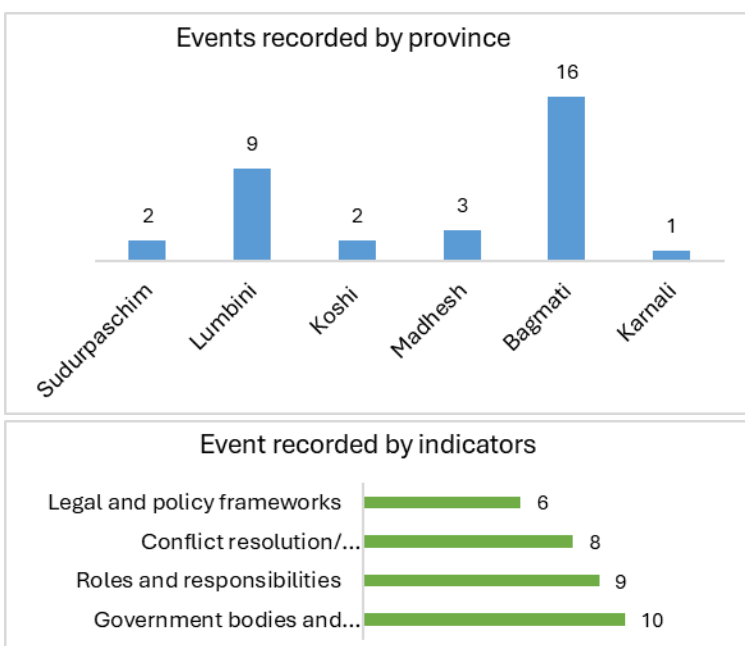 Events recorded by province
16
9
3
2
2
1
Sudurpaschim
Lumbini
Koshi
Madhesh
Bagmati
Karnali
Event recorded by indicators
Legal and policy frameworks 6
Conflict resolution/... 8
Roles and responsibilities 9
Government bodies and... 10